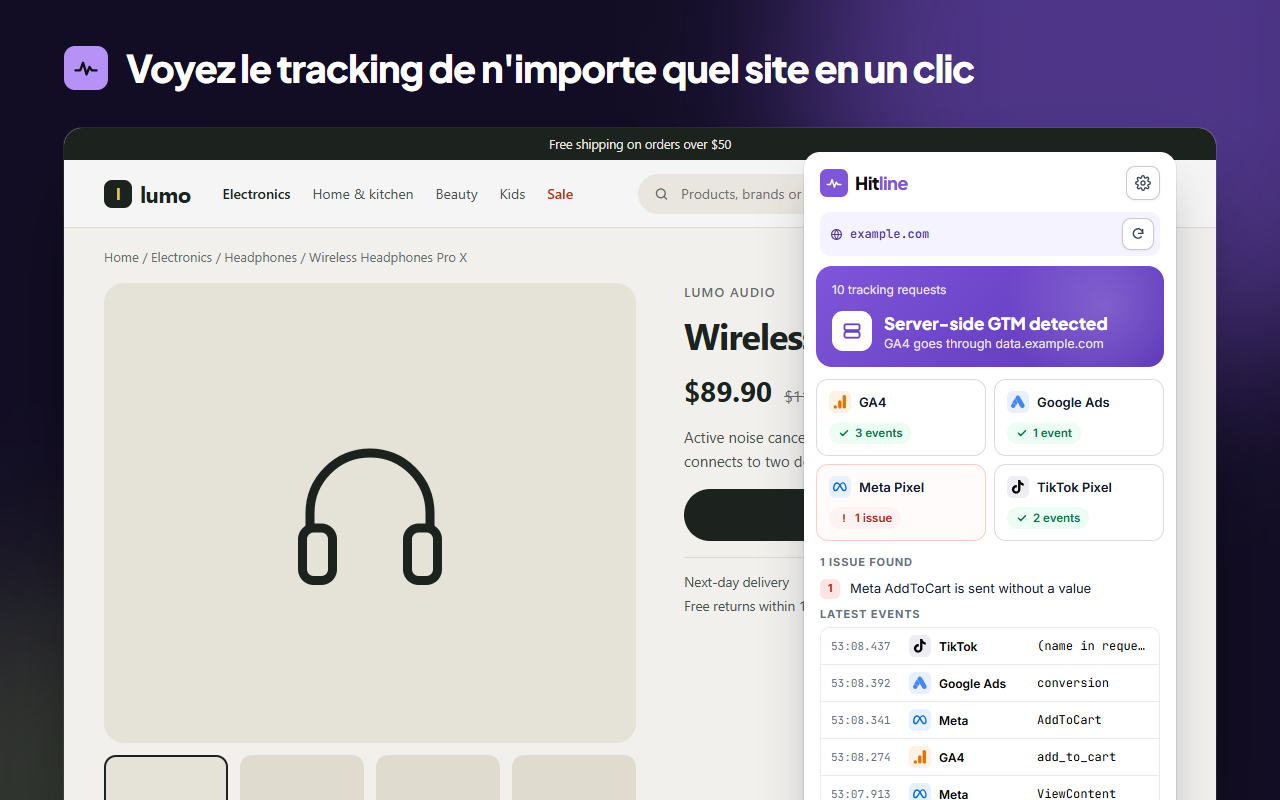 Voyez le tracking de n'importe quel site en un clic
Free shipping on orders over $50
l lumo
Electronics
Home & kitchen
Beauty
Kids
Sale
Products, brands or
Home / Electronics / Headphones / Wireless Headphones Pro X
LUMO AUDIO
Wireless
$89.90
Active noise cance
connects to two de
Next-day delivery
Free returns within 1
Hitline
example.com
10 tracking requests
Server-side GTM detected
GA4 goes through data.example.com
GA4
3 events
Google Ads
1 event
Meta Pixel
! 1 issue
TikTok Pixel
2 events
1 ISSUE FOUND
1 Meta AddToCart is sent without a value
LATEST EVENTS
53:08.437 TikTok (name in reque…
53:08.392 Google Ads conversion
53:08.341 Meta AddToCart
53:08.274 GA4 add_to_cart
53:07.913 Meta ViewContent